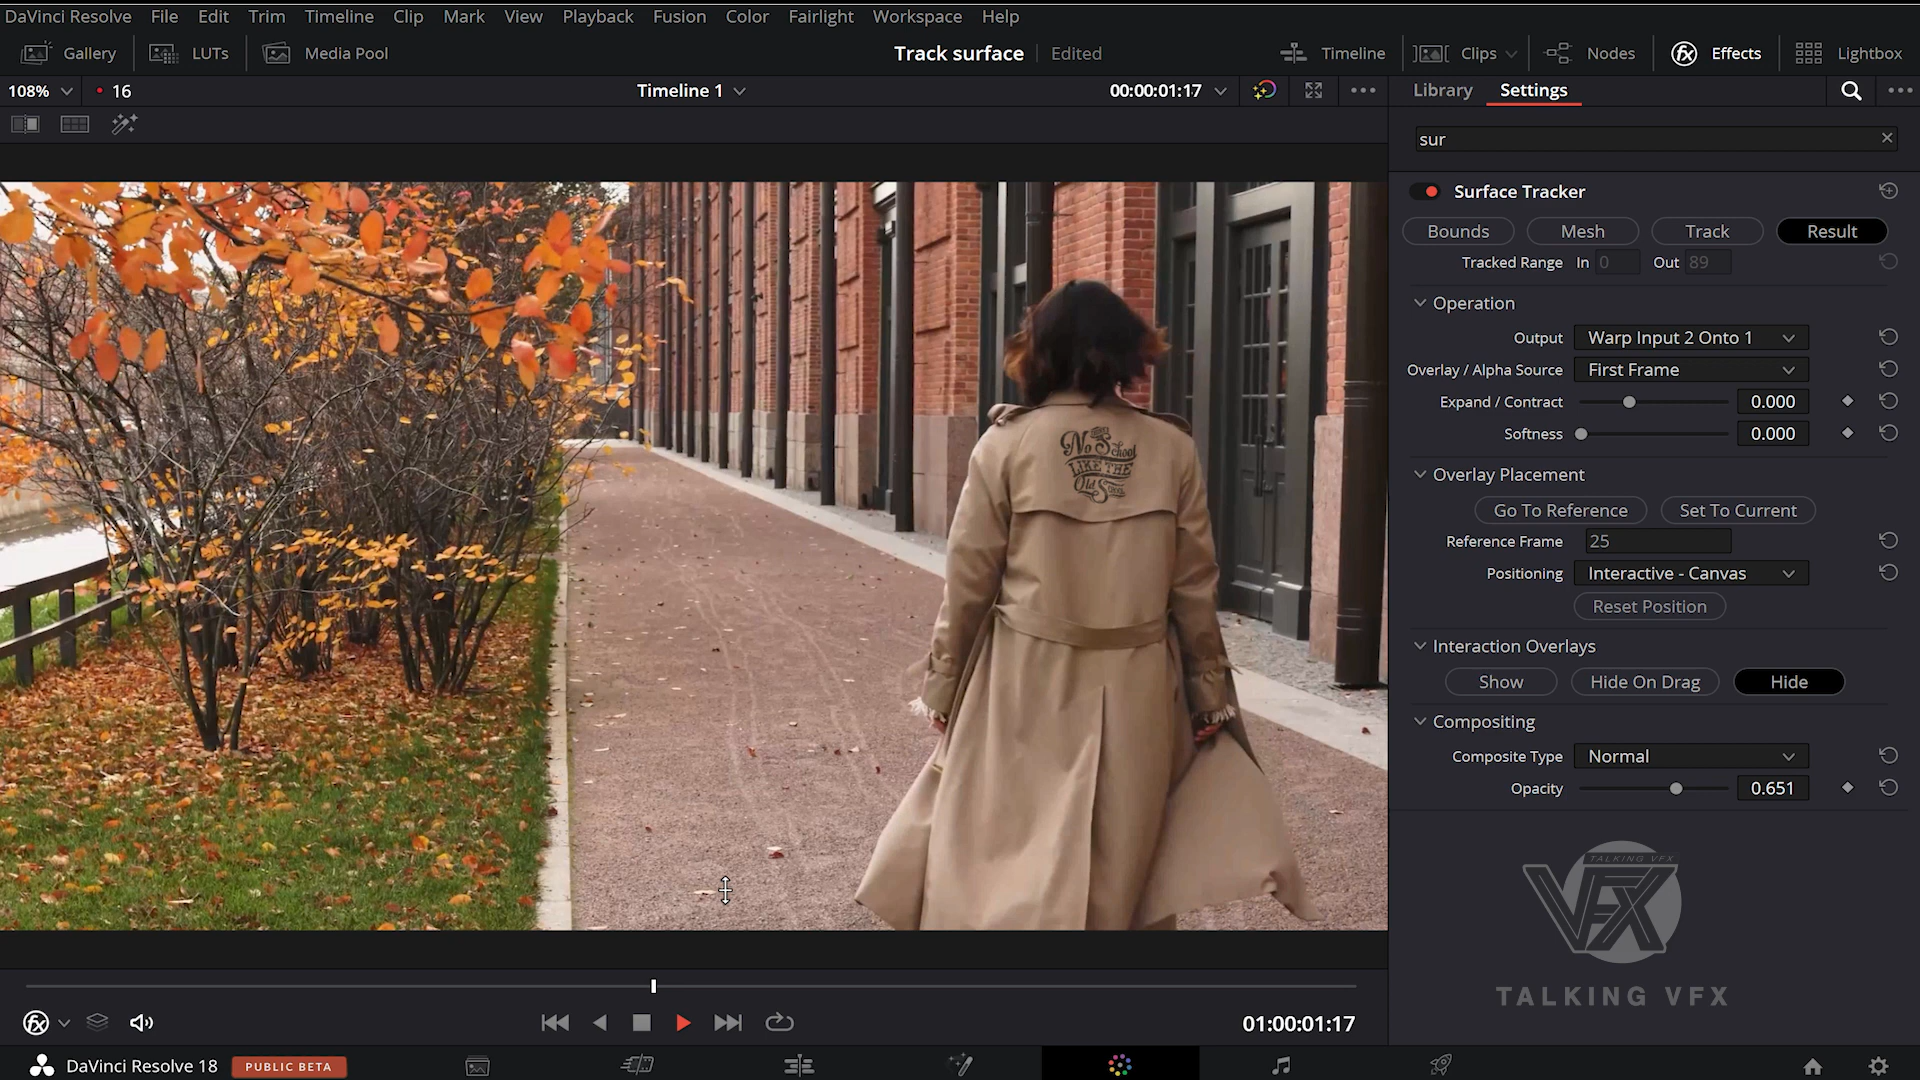 DaVinci Resolve File Edit Trim Timeline Clip Mark View Playback Fusion Color Fairlight Workspace Help
Gallery LUTs Media Pool Track surface Edited Timeline Clips Nodes Effects Lightbox
108% 16 Timeline 1 00:00:01:17 Library Settings
sur
Surface Tracker
Bounds Mesh Track Result
Tracked Range In 0 Out 89
Operation
Output Warp Input 2 Onto 1
Overlay / Alpha Source First Frame
Expand / Contract 0.000
Softness 0.000
Overlay Placement
Go To Reference Set To Current
Reference Frame 25
Positioning Interactive - Canvas
Reset Position
Interaction Overlays
Show Hide On Drag Hide
Compositing
Composite Type Normal
Opacity 0.651
No School
LIKE THE
Old School
TALKING VFX
VFX
TALKING VFX
01:00:01:17
DaVinci Resolve 18 PUBLIC BETA